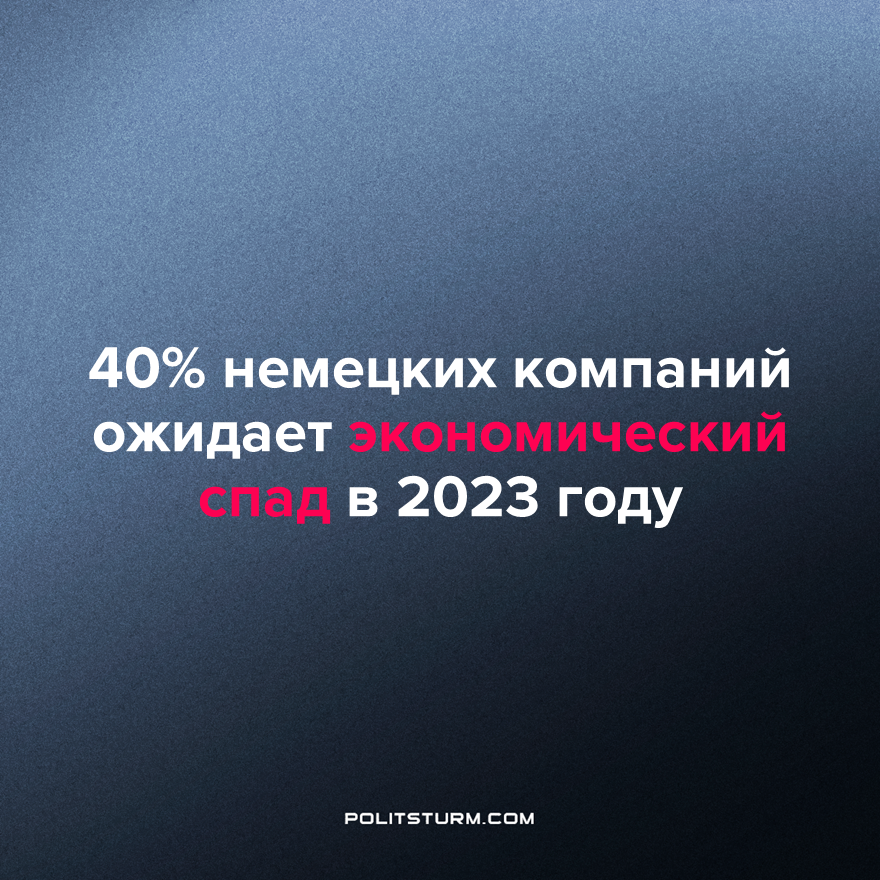 40% немецких компаний
ожидает экономический
спад в 2023 году
POLITSTURM.COM